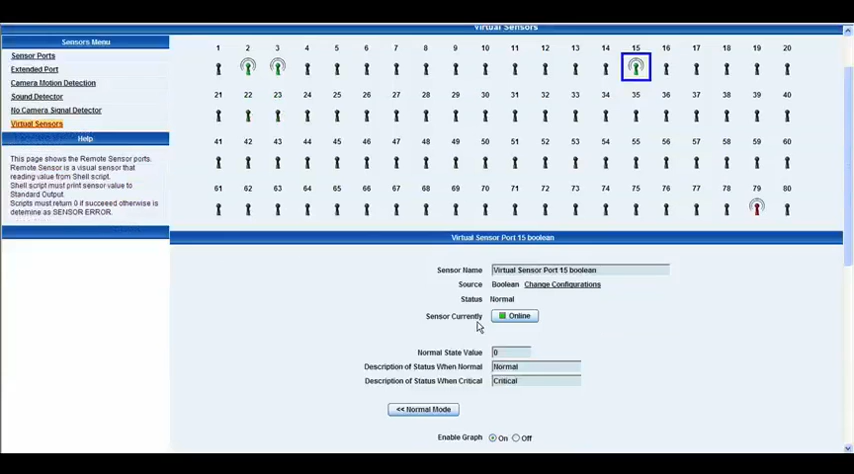 Virtual Sensors
Sensors Menu
Sensor Ports
Extended Port
Camera Motion Detection
Sound Detector
No Camera Signal Detector
Virtual Sensors
Help
This page shows the Remote Sensor ports.
Remote Sensor is a visual sensor that
reading value from Shell script.
Shell script must print sensor value to
Standard Output.
Scripts must return 0 if succeed otherwise is
detemine as SENSOR ERROR.
1 2 3 4 5 6 7 8 9 10 11 12 13 14 15 16 17 18 19 20
21 22 23 24 25 26 27 28 29 30 31 32 33 34 35 36 37 38 39 40
41 42 43 44 45 46 47 48 49 50 51 52 53 54 55 56 57 58 59 60
61 62 63 64 65 66 67 68 69 70 71 72 73 74 75 76 77 78 79 80
Virtual Sensor Port 15 boolean
Sensor Name Virtual Sensor Port 15 boolean
Source Boolean Change Configurations
Status Normal
Sensor Currently Online
Normal State Value 0
Description of Status When Normal Normal
Description of Status When Critical Critical
<< Normal Mode
Enable Graph On Off